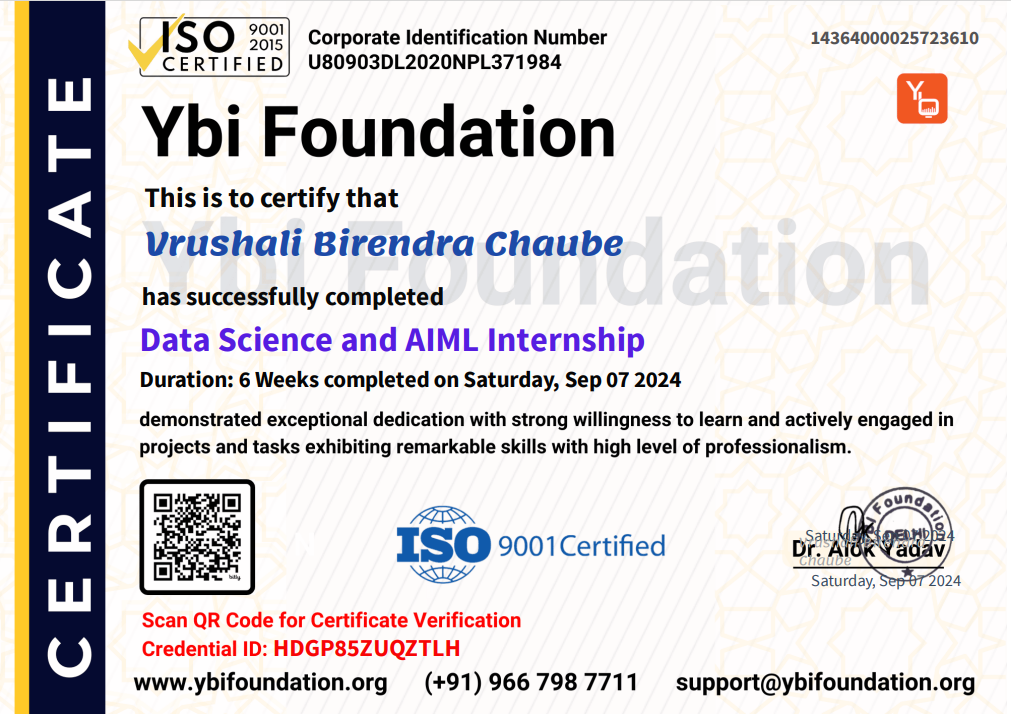 CERTIFICATE
ISO 9001
2015
CERTIFIED
Corporate Identification Number
U80903DL2020NPL371984
14364000025723610
Yb
Ybi Foundation
This is to certify that
Ybi Foundation
Vrushali Birendra Chaube
has successfully completed
Data Science and AIML Internship
Duration: 6 Weeks completed on Saturday, Sep 07 2024
demonstrated exceptional dedication with strong willingness to learn and actively engaged in
projects and tasks exhibiting remarkable skills with high level of professionalism.
bitly
ISO 9001Certified
Ybi Foundation
DELHI
Saturday, Sep 07 2024
Dr. Alok Yadav
Chaube
Saturday, Sep 07 2024
Scan QR Code for Certificate Verification
Credential ID: HDGP85ZUQZTLH
www.ybifoundation.org (+91) 966 798 7711 support@ybifoundation.org